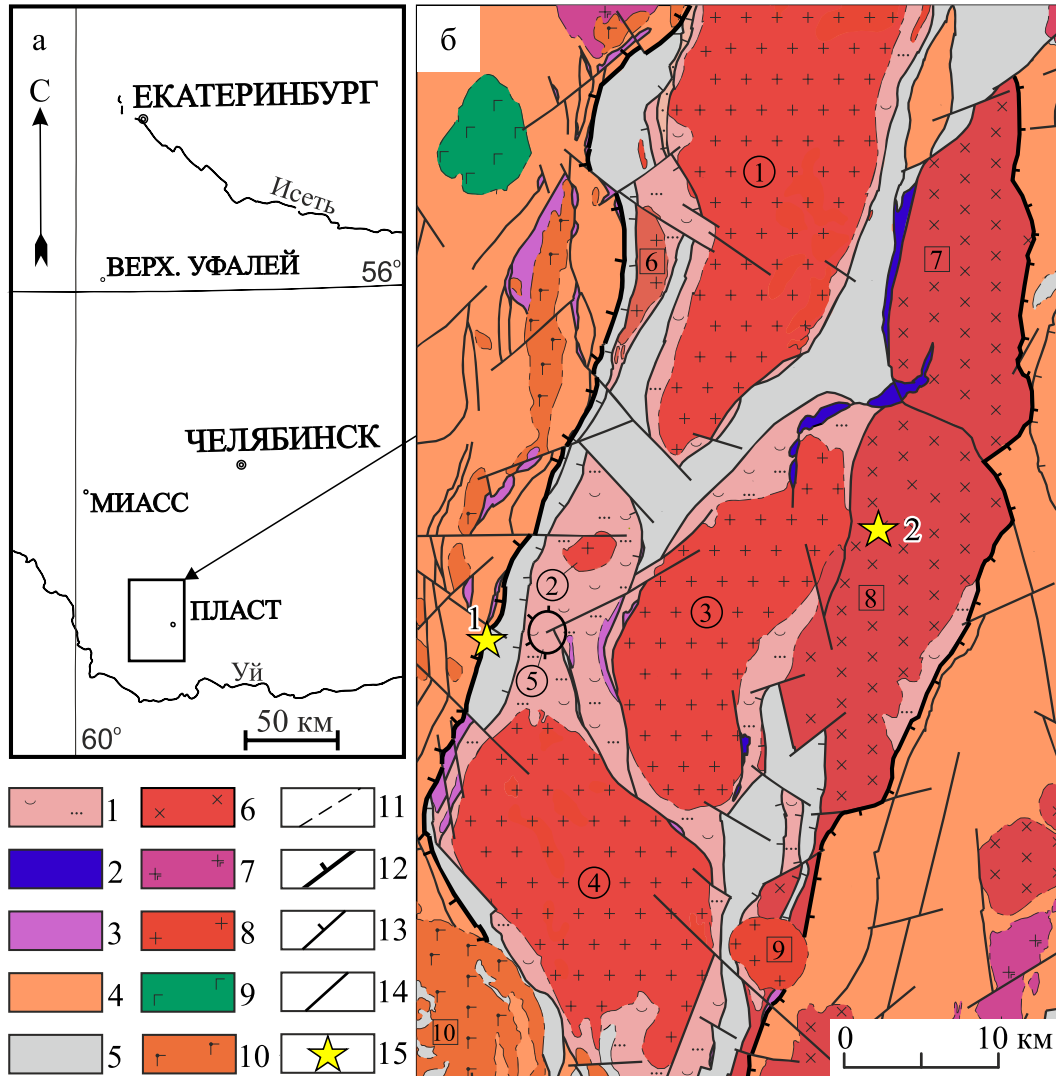 а
С
ЕКАТЕРИНБУРГ
Исеть
ВЕРХ. УФАЛЕЙ
56°
ЧЕЛЯБИНСК
МИАСС
ПЛАСТ
Уй
60°
50 км
б
1
6
7
2
1
2
3
8
5
4
9
10
0
10 км
1
6
11
2
7
12
3
8
13
4
9
14
5
10
15